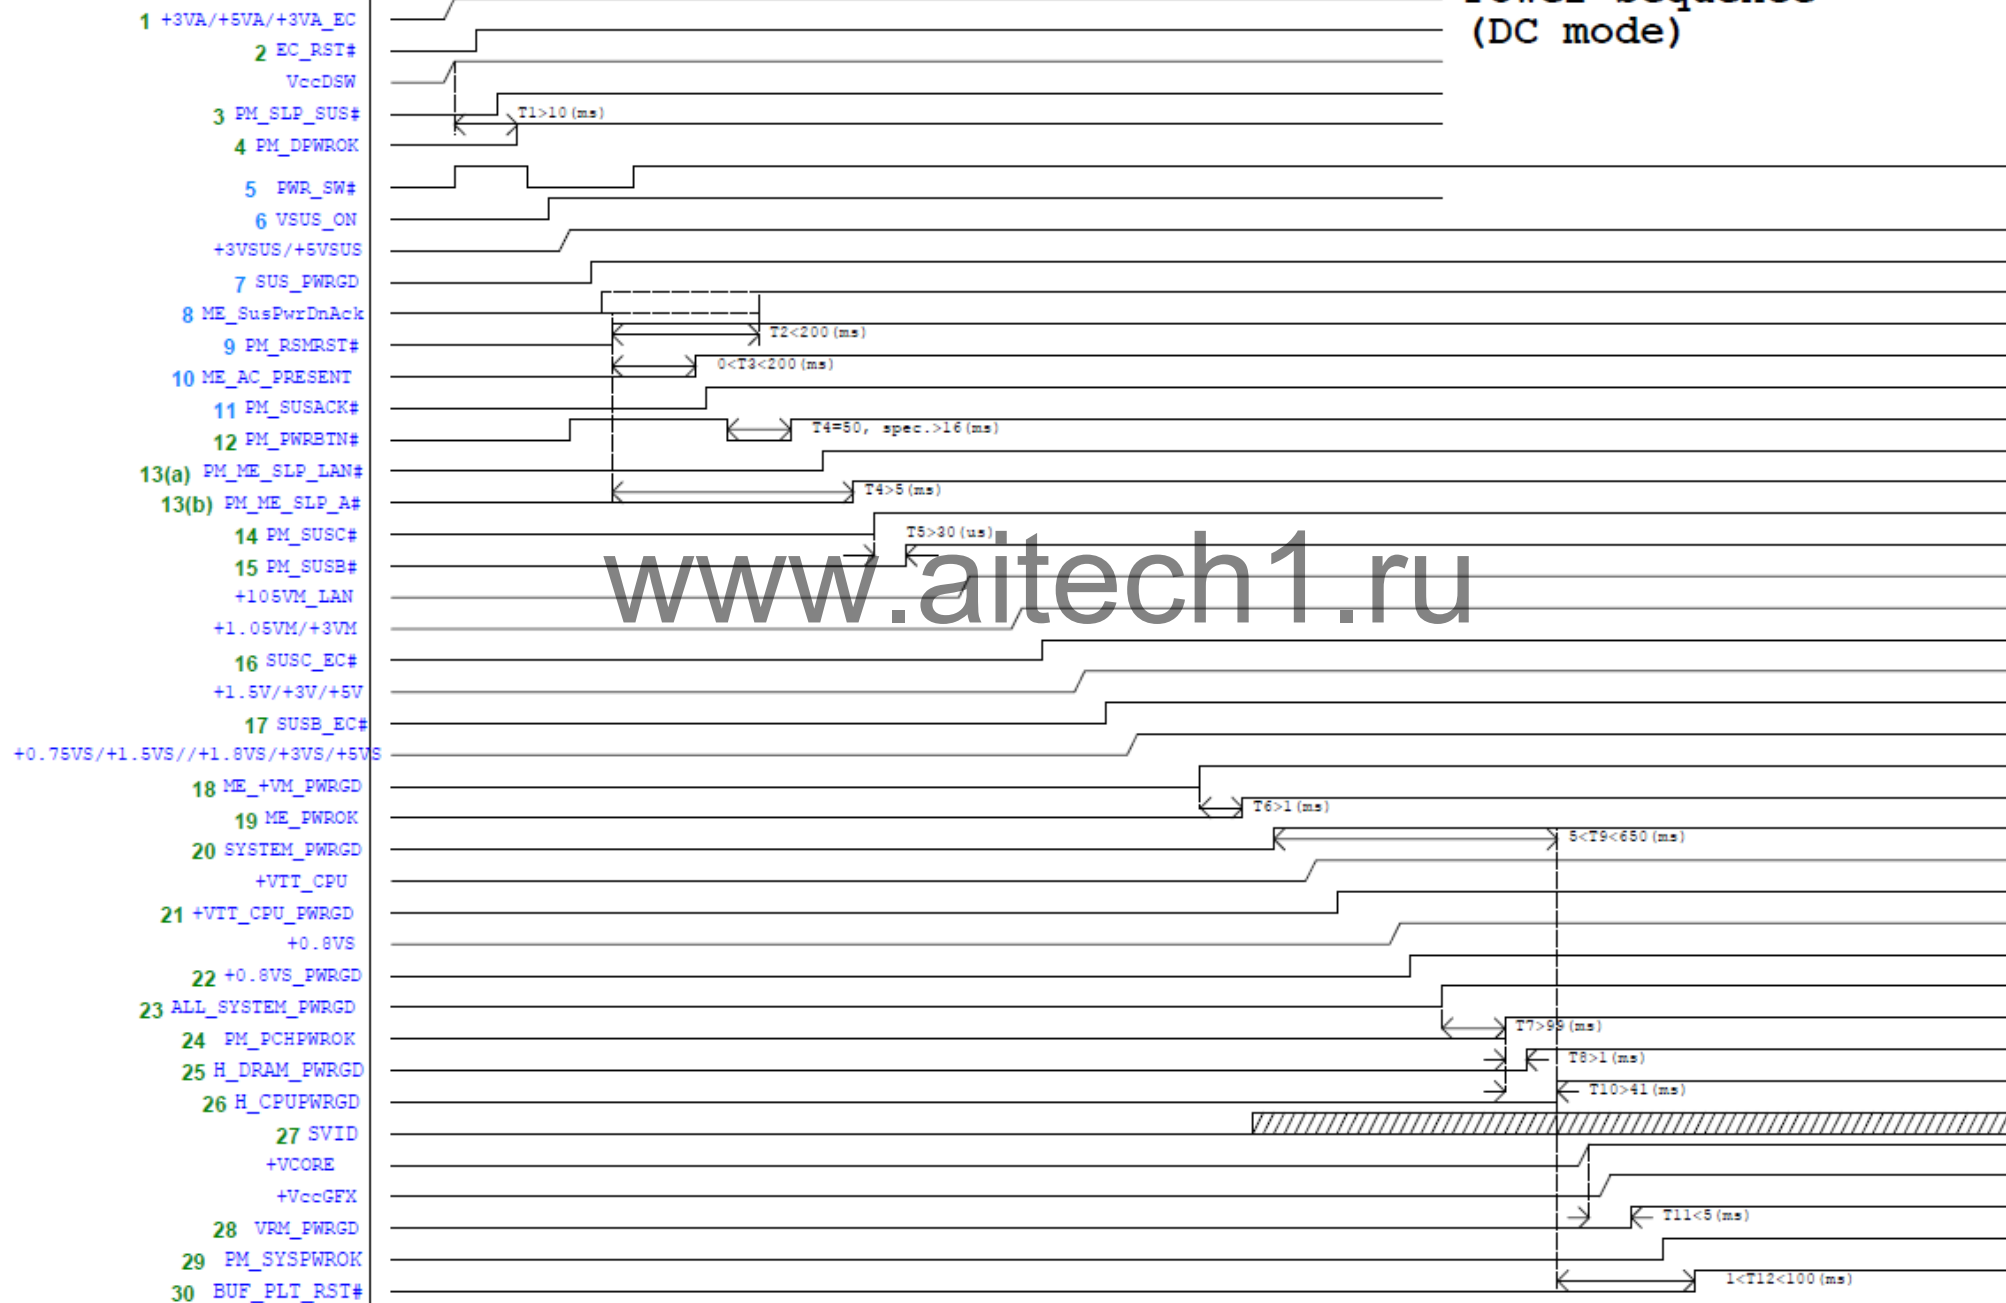 Power Sequence
(DC mode)
1 +3VA/+5VA/+3VA_EC
2 EC_RST#
VccDSW
3 PM_SLP_SUS#
T1>10(ms)
4 PM_DPWROK
5 PWR_SW#
6 VSUS_ON
+3VSUS/+5VSUS
7 SUS_PWRGD
8 ME_SusPwrDnAck
T2<200(ms)
9 PM_RSMRST#
0<T3<200(ms)
10 ME_AC_PRESENT
11 PM_SUSACK#
12 PM_PWRBTN#
T4=50, spec.>16(ms)
13(a) PM_ME_SLP_LAN#
T4>5(ms)
13(b) PM_ME_SLP_A#
14 PM_SUSC#
T5>30(us)
15 PM_SUSB#
www.aitech1.ru
+105VM_LAN
+1.05VM/+3VM
16 SUSC_EC#
+1.5V/+3V/+5V
17 SUSB_EC#
+0.75VS/+1.5VS//+1.8VS/+3VS/+5VS
18 ME_+VM_PWRGD
T6>1(ms)
19 ME_PWROK
5<T9<650(ms)
20 SYSTEM_PWRGD
+VTT_CPU
21 +VTT_CPU_PWRGD
+0.8VS
22 +0.8VS_PWRGD
23 ALL_SYSTEM_PWRGD
T7>99(ms)
24 PM_PCHPWROK
T8>1(ms)
25 H_DRAM_PWRGD
T10>41(ms)
26 H_CPUPWRGD
27 SVID
+VCORE
+VccGFX
T11<5(ms)
28 VRM_PWRGD
29 PM_SYSPWROK
1<T12<100(ms)
30 BUF_PLT_RST#